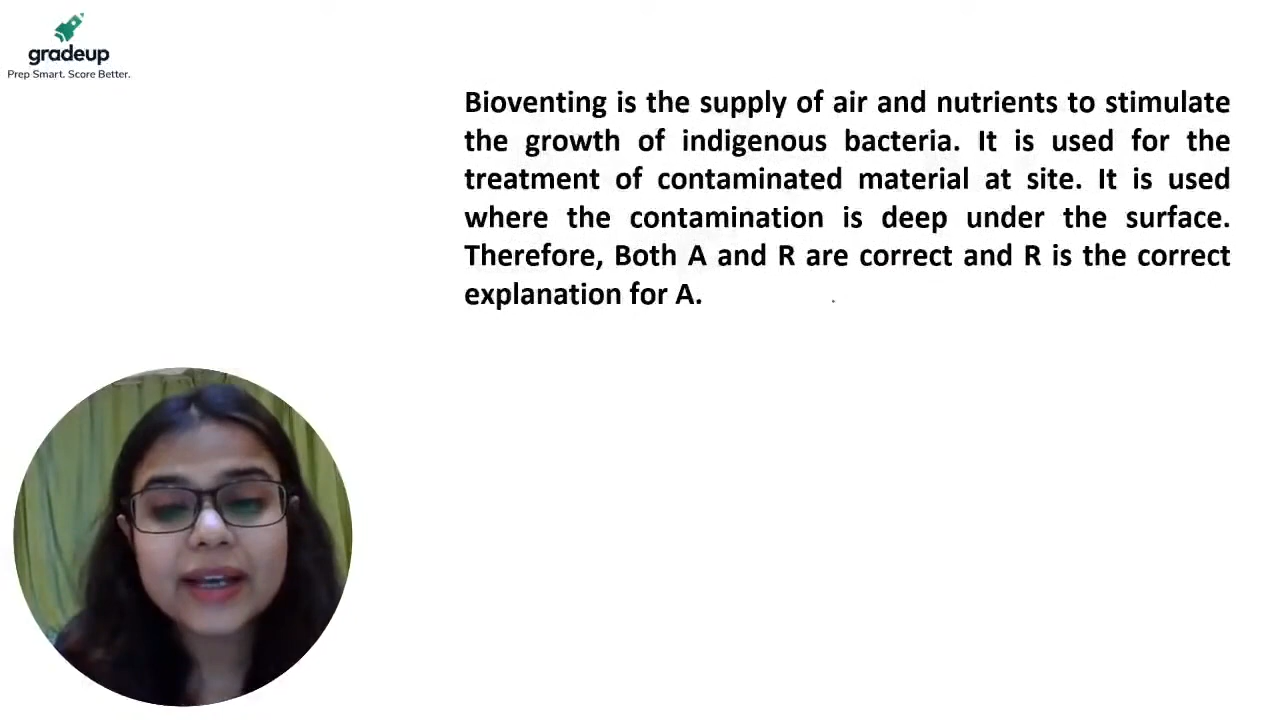 gradeup
Prep Smart. Score Better.
Bioventing is the supply of air and nutrients to stimulate
the growth of indigenous bacteria. It is used for the
treatment of contaminated material at site. It is used
where the contamination is deep under the surface.
Therefore, Both A and R are correct and R is the correct
explanation for A.